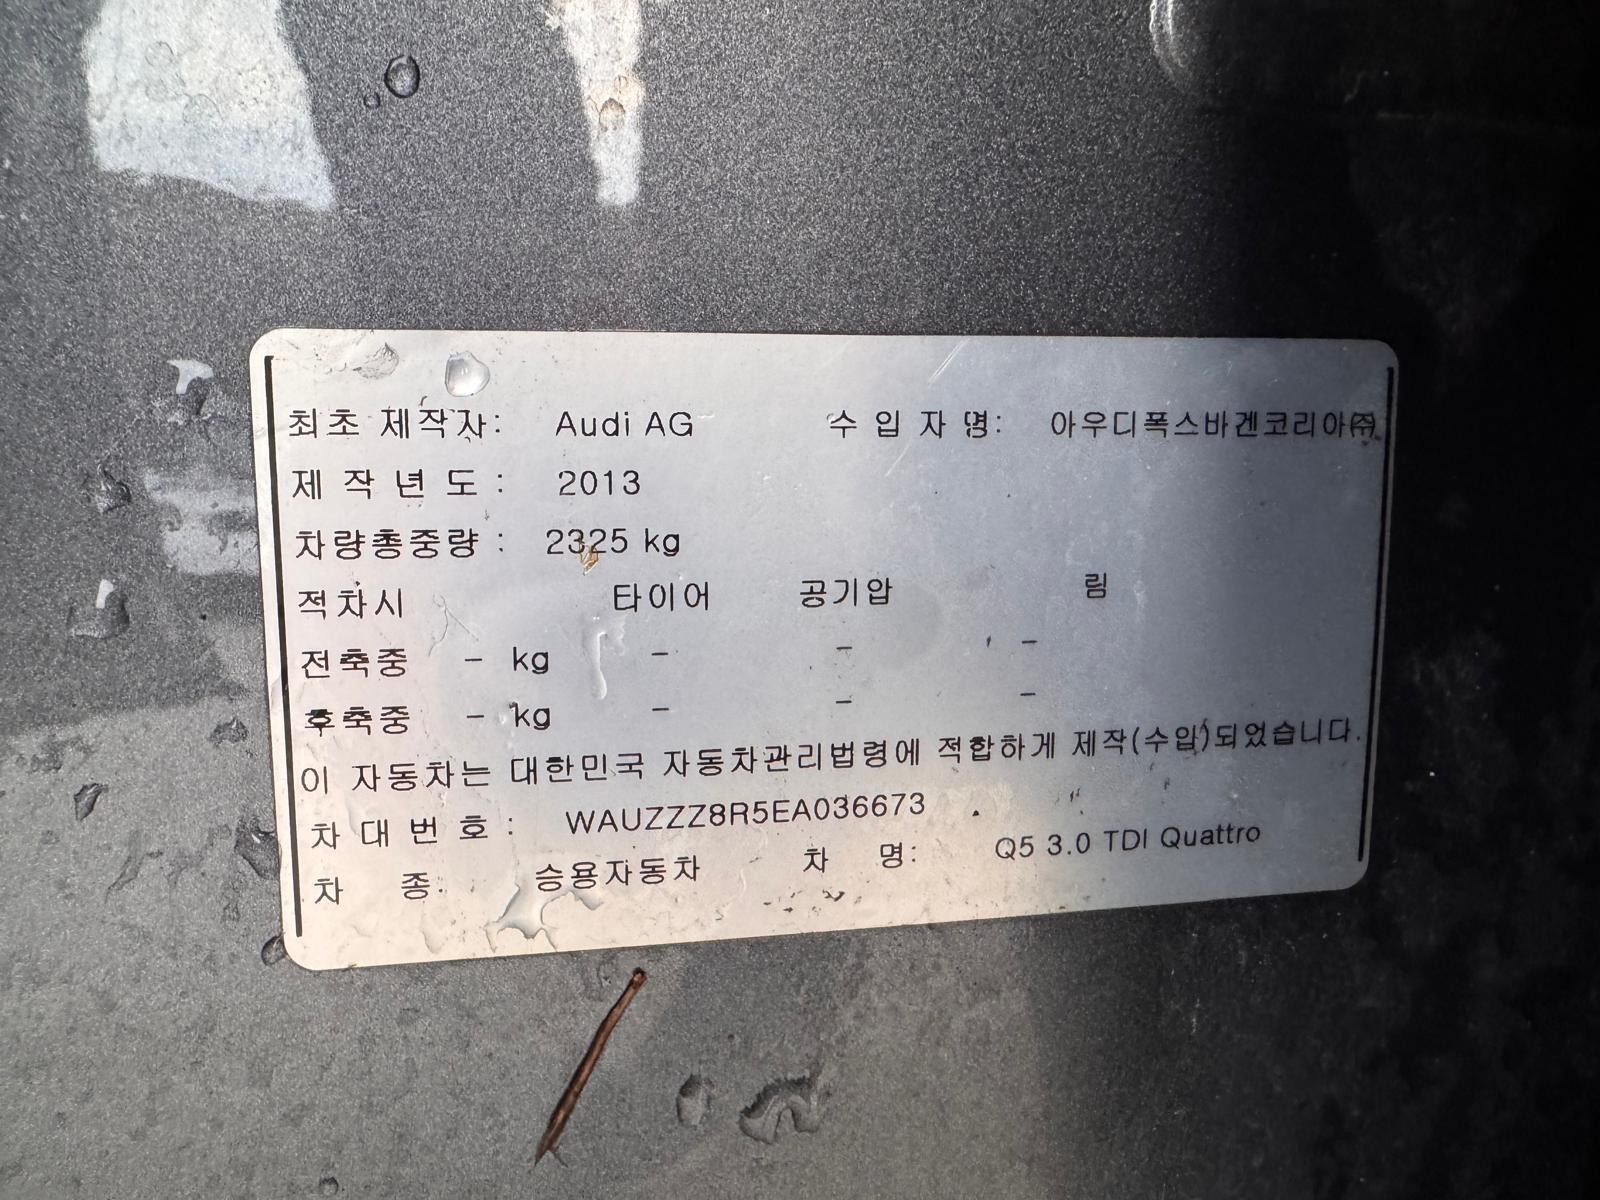 최초 제작자: Audi AG 수 입 자 명: 아우디폭스바겐코리아㈜
제 작 년 도 : 2013
차량총중량 : 2325 kg
적차시 타이어 공기압 림
전축중 - kg - - -
후축중 - kg - - -
이 자동차는 대한민국 자동차관리법령에 적합하게 제작(수입)되었습니다.
차 대 번 호 : WAUZZZ8R5EA036673
차 종: 승용자동차 차 명: Q5 3.0 TDI Quattro